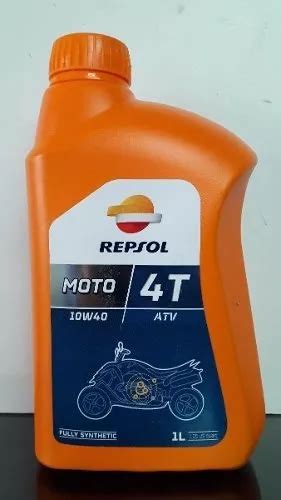 REPSOL
MOTO 4T
10W40 ATV
FULLY SYNTHETIC 1L